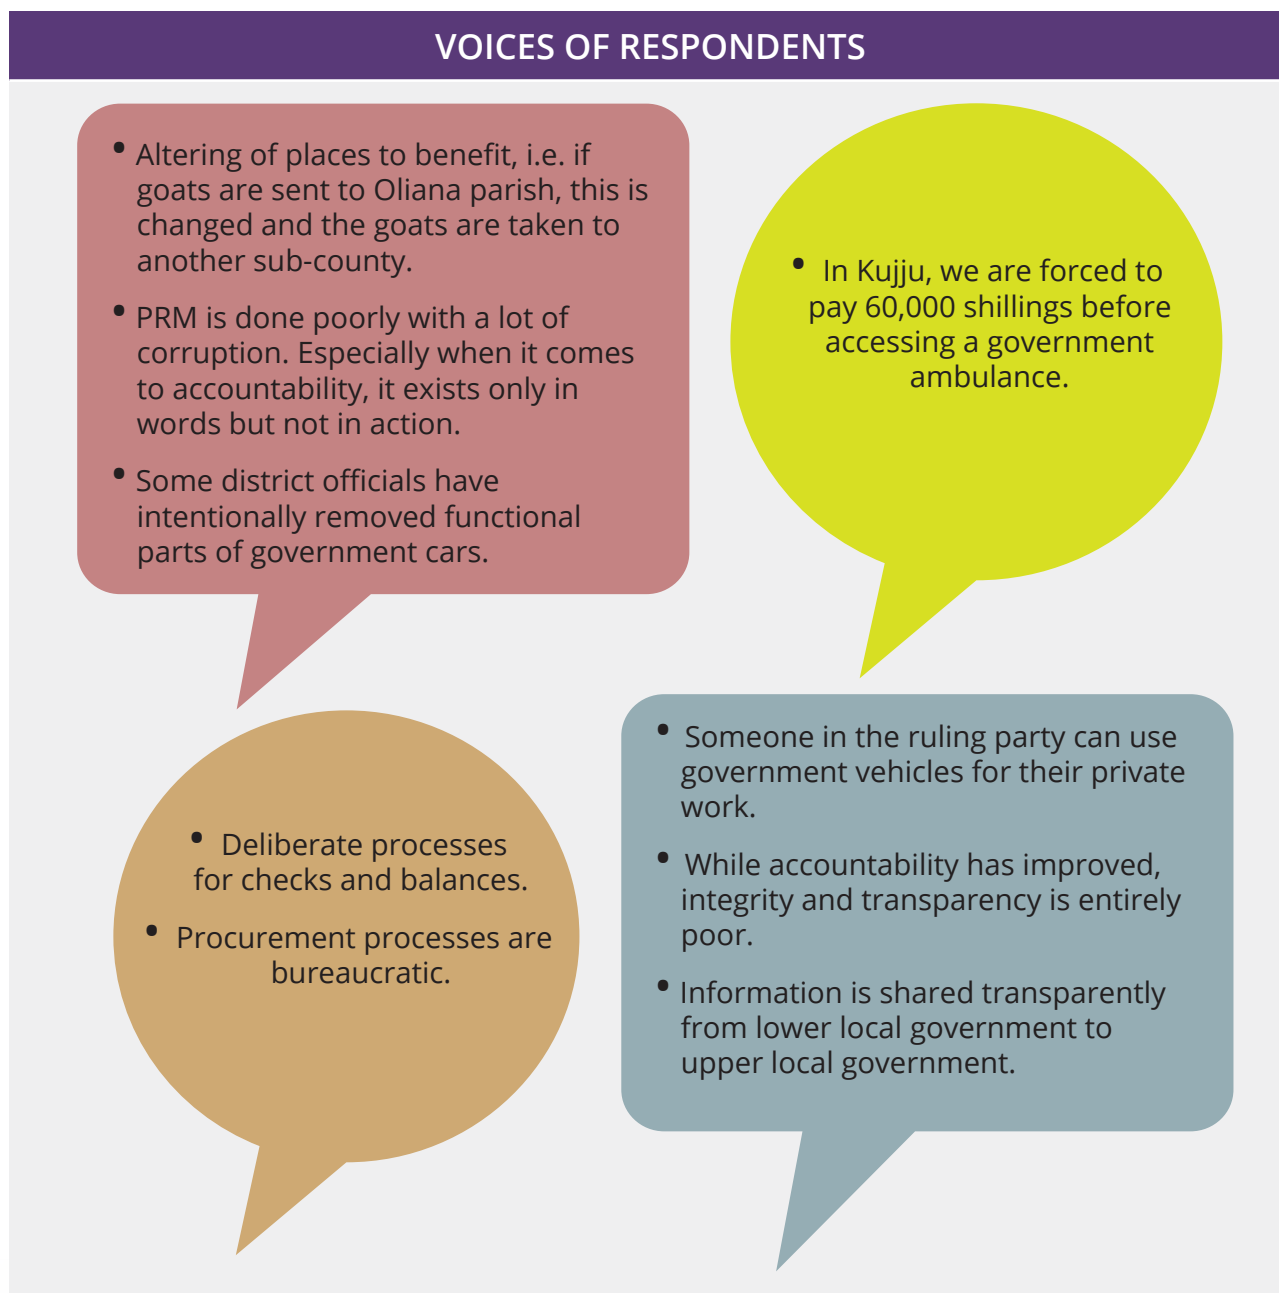 VOICES OF RESPONDENTS
• Altering of places to benefit, i.e. if
goats are sent to Oliana parish, this is
changed and the goats are taken to
another sub-county.
• PRM is done poorly with a lot of
corruption. Especially when it comes
to accountability, it exists only in
words but not in action.
• Some district officials have
intentionally removed functional
parts of government cars.
• In Kujju, we are forced to
pay 60,000 shillings before
accessing a government
ambulance.
• Deliberate processes
for checks and balances.
• Procurement processes are
bureaucratic.
• Someone in the ruling party can use
government vehicles for their private
work.
• While accountability has improved,
integrity and transparency is entirely
poor.
• Information is shared transparently
from lower local government to
upper local government.